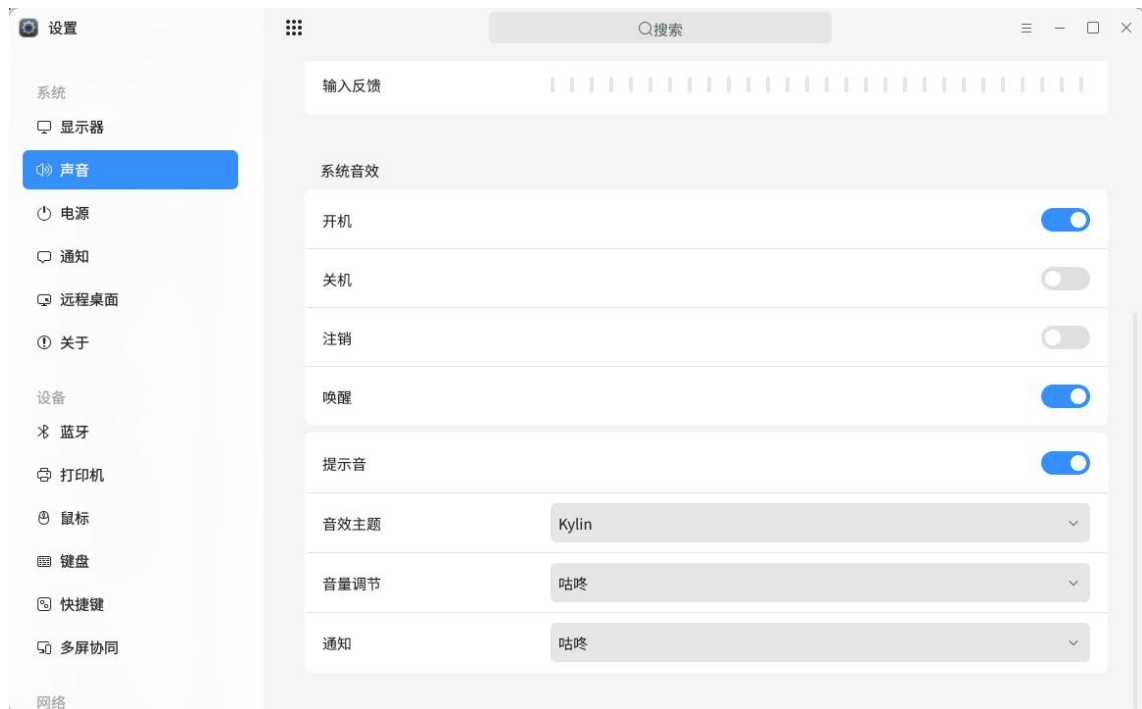 设置
搜索
系统
显示器
声音
电源
通知
远程桌面
关于
设备
蓝牙
打印机
鼠标
键盘
快捷键
多屏协同
网络
输入反馈
系统音效
开机
关机
注销
唤醒
提示音
音效主题 Kylin
音量调节 咕咚
通知 咕咚